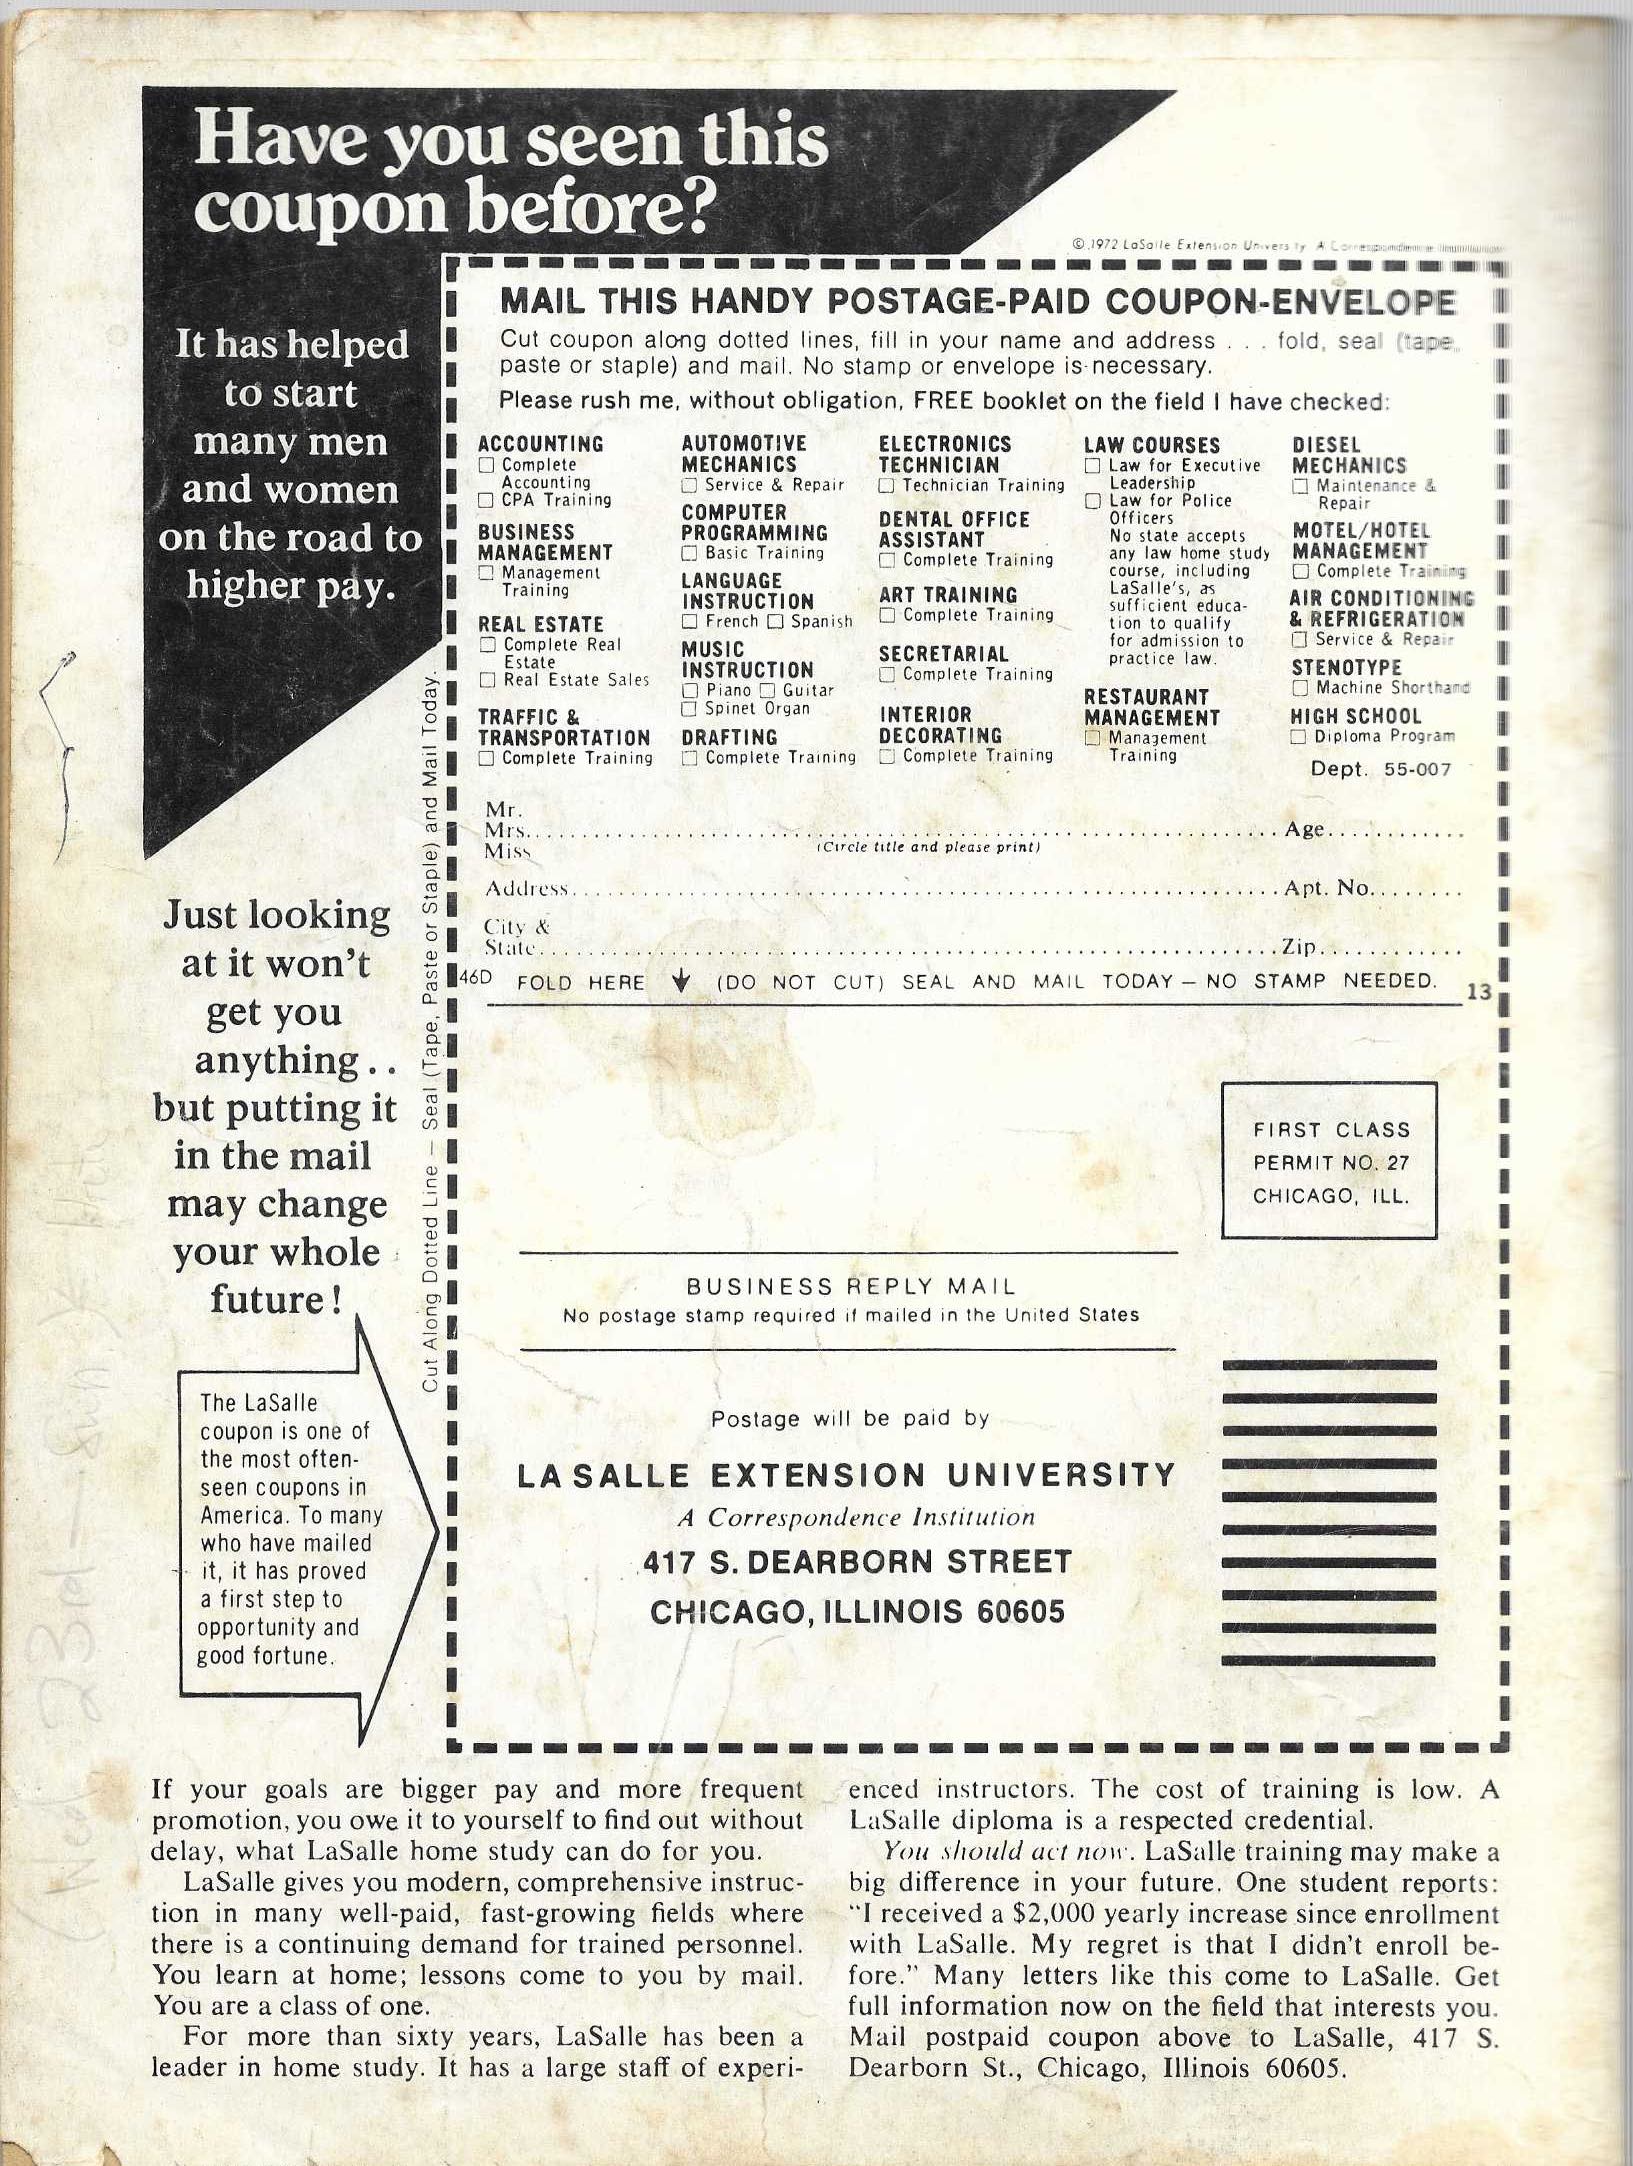 Have you seen this
coupon before?
It has helped
to start
many men
and women
on the road to
higher pay.
Just looking
at it won't
get you
anything..
but putting it
in the mail
may change
your whole
future!
The LaSalle
coupon is one of
the most often-
seen coupons in
America. To many
who have mailed
it, it has proved
a first step to
opportunity and
good fortune.
Cut Along Dotted Line – Seal (Tape, Paste or Staple) and Mail Today.
© 1972 LaSalle Extension University A
MAIL THIS HANDY POSTAGE-PAID COUPON-ENVELOPE
Cut coupon along dotted lines, fill in your name and address . . . fold, seal (tape,
paste or staple) and mail. No stamp or envelope is necessary.
Please rush me, without obligation, FREE booklet on the field I have checked:
ACCOUNTING
☐ Complete
Accounting
☐ CPA Training
BUSINESS
MANAGEMENT
☐ Management
Training
REAL ESTATE
☐ Complete Real
Estate
☐ Real Estate Sales
TRAFFIC &
TRANSPORTATION
☐ Complete Training
AUTOMOTIVE
MECHANICS
☐ Service & Repair
COMPUTER
PROGRAMMING
☐ Basic Training
LANGUAGE
INSTRUCTION
☐ French ☐ Spanish
MUSIC
INSTRUCTION
☐ Piano ☐ Guitar
☐ Spinet Organ
DRAFTING
☐ Complete Training
ELECTRONICS
TECHNICIAN
☐ Technician Training
DENTAL OFFICE
ASSISTANT
☐ Complete Training
ART TRAINING
☐ Complete Training
SECRETARIAL
☐ Complete Training
INTERIOR
DECORATING
☐ Complete Training
LAW COURSES
☐ Law for Executive
Leadership
☐ Law for Police
Officers
No state accepts
any law home study
course, including
LaSalle's, as
sufficient educa-
tion to qualify
for admission to
practice law.
RESTAURANT
MANAGEMENT
☐ Management
Training
DIESEL
MECHANICS
☐ Maintenance &
Repair
MOTEL/HOTEL
MANAGEMENT
☐ Complete Training
AIR CONDITIONING
& REFRIGERATION
☐ Service & Repair
STENOTYPE
☐ Machine Shorthand
HIGH SCHOOL
☐ Diploma Program
Dept. 55-007
Mr.
Mrs.................................................................Age............
Miss (Circle title and please print)
Address.............................................................Apt. No........
City &
State...............................................................Zip............
46D FOLD HERE ↓ (DO NOT CUT) SEAL AND MAIL TODAY – NO STAMP NEEDED. 13
FIRST CLASS
PERMIT NO. 27
CHICAGO, ILL.
BUSINESS REPLY MAIL
No postage stamp required if mailed in the United States
Postage will be paid by
LA SALLE EXTENSION UNIVERSITY
A Correspondence Institution
417 S. DEARBORN STREET
CHICAGO, ILLINOIS 60605
If your goals are bigger pay and more frequent
promotion, you owe it to yourself to find out without
delay, what LaSalle home study can do for you.
LaSalle gives you modern, comprehensive instruc-
tion in many well-paid, fast-growing fields where
there is a continuing demand for trained personnel.
You learn at home; lessons come to you by mail.
You are a class of one.
For more than sixty years, LaSalle has been a
leader in home study. It has a large staff of experi-
enced instructors. The cost of training is low. A
LaSalle diploma is a respected credential.
You should act now. LaSalle training may make a
big difference in your future. One student reports:
"I received a $2,000 yearly increase since enrollment
with LaSalle. My regret is that I didn't enroll be-
fore." Many letters like this come to LaSalle. Get
full information now on the field that interests you.
Mail postpaid coupon above to LaSalle, 417 S.
Dearborn St., Chicago, Illinois 60605.